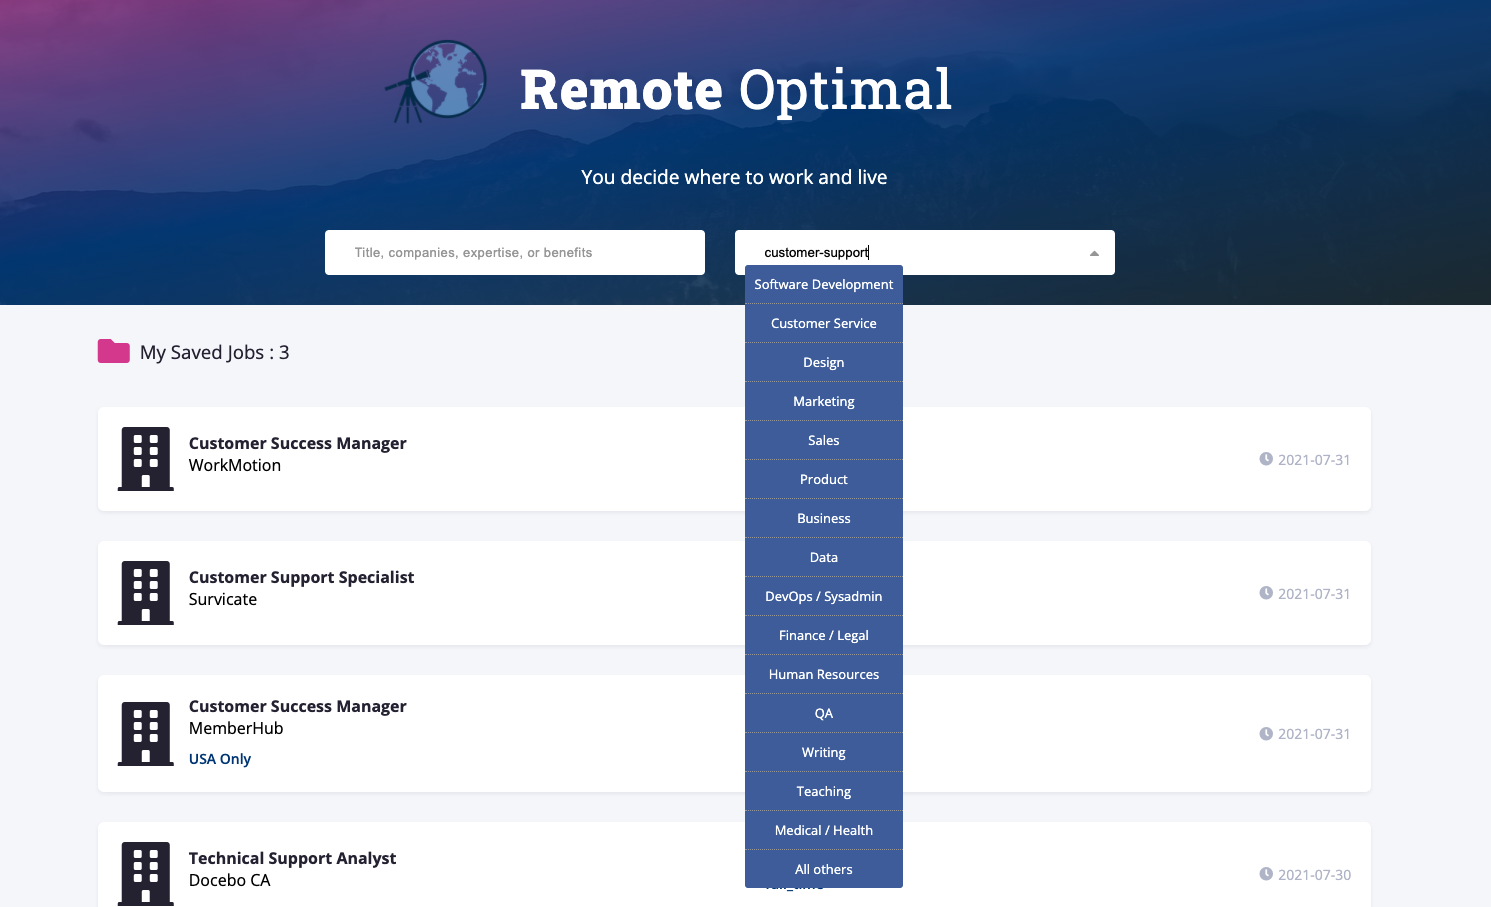 Remote Optimal
You decide where to work and live
Title, companies, expertise, or benefits
customer-support
Software Development
Customer Service
Design
Marketing
Sales
Product
Business
Data
DevOps / Sysadmin
Finance / Legal
Human Resources
QA
Writing
Teaching
Medical / Health
All others
My Saved Jobs : 3
Customer Success Manager
WorkMotion
2021-07-31
Customer Support Specialist
Survicate
2021-07-31
Customer Success Manager
MemberHub
USA Only
2021-07-31
Technical Support Analyst
Docebo CA
2021-07-30